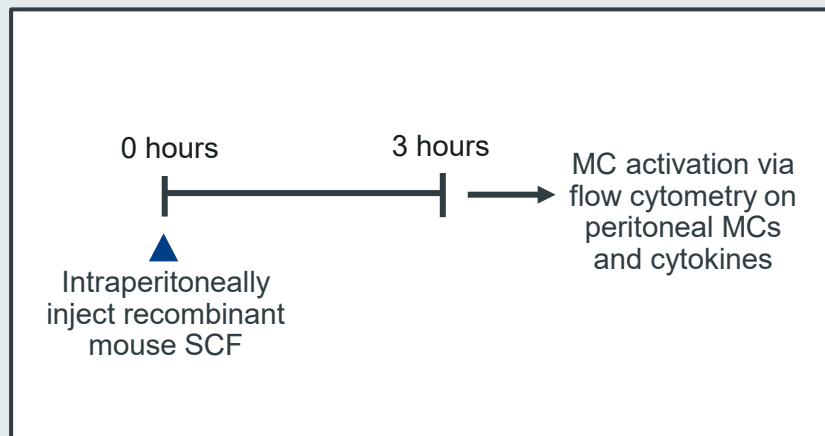 0 hours
3 hours
MC activation via
flow cytometry on
peritoneal MCs
and cytokines
Intraperitoneally
inject recombinant
mouse SCF